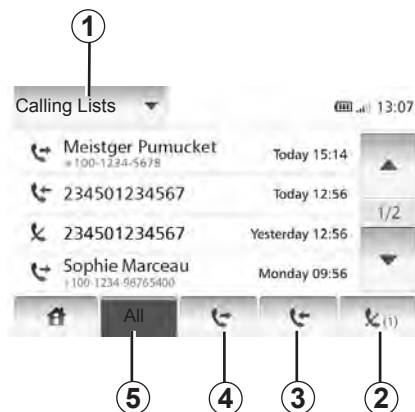 1
Calling Lists 13:07
Meistger Pumucket Today 15:14
+100-1234-5678
234501234567 Today 12:56
1/2
234501234567 Yesterday 12:56
Sophie Marceau Monday 09:56
+100-1234-98765400
All (1)
5 4 3 2